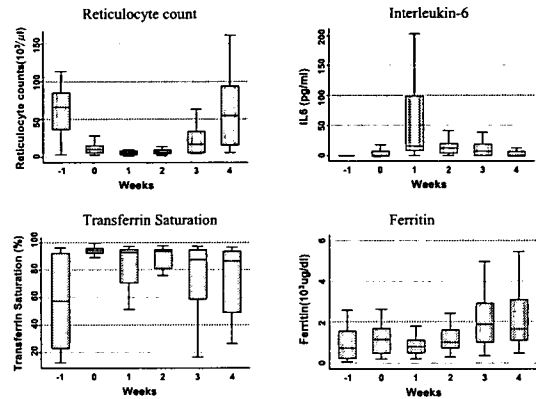 Reticulocyte count
Reticulocyte counts(10³/μl)
150
100
50
0
-1 0 1 2 3 4
Weeks
Interleukin-6
IL6 (pg/ml)
200
150
100
50
0
-1 0 1 2 3 4
Weeks
Transferrin Saturation
Transferrin Saturation (%)
100
80
60
40
20
-1 0 1 2 3 4
Weeks
Ferritin
Ferritin(10³ug/dl)
6
4
2
0
-1 0 1 2 3 4
Weeks